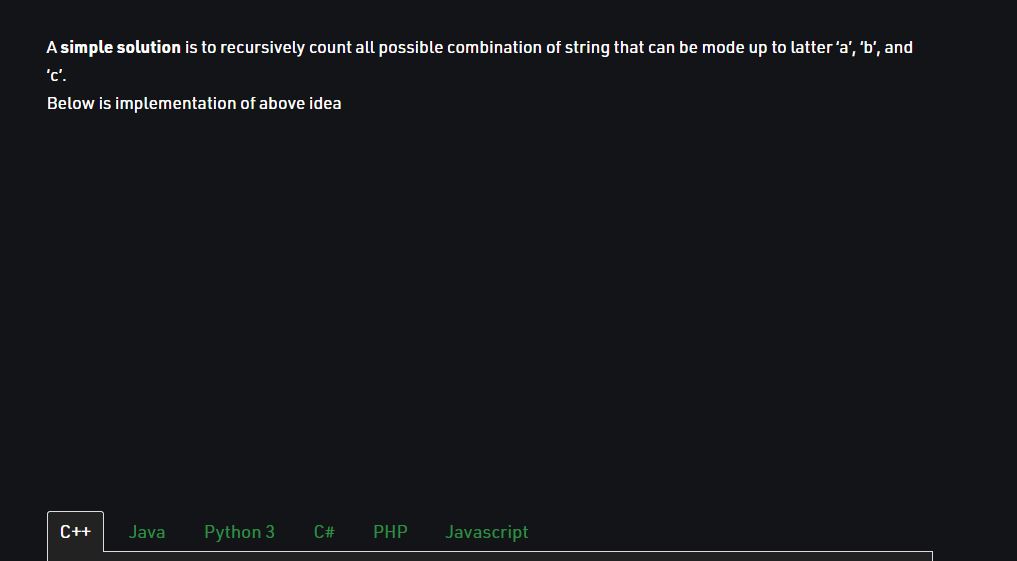 A simple solution is to recursively count all possible combination of string that can be mode up to latter ‘a’, ‘b’, and
‘c’.
Below is implementation of above idea
C++ Java Python 3 C# PHP Javascript